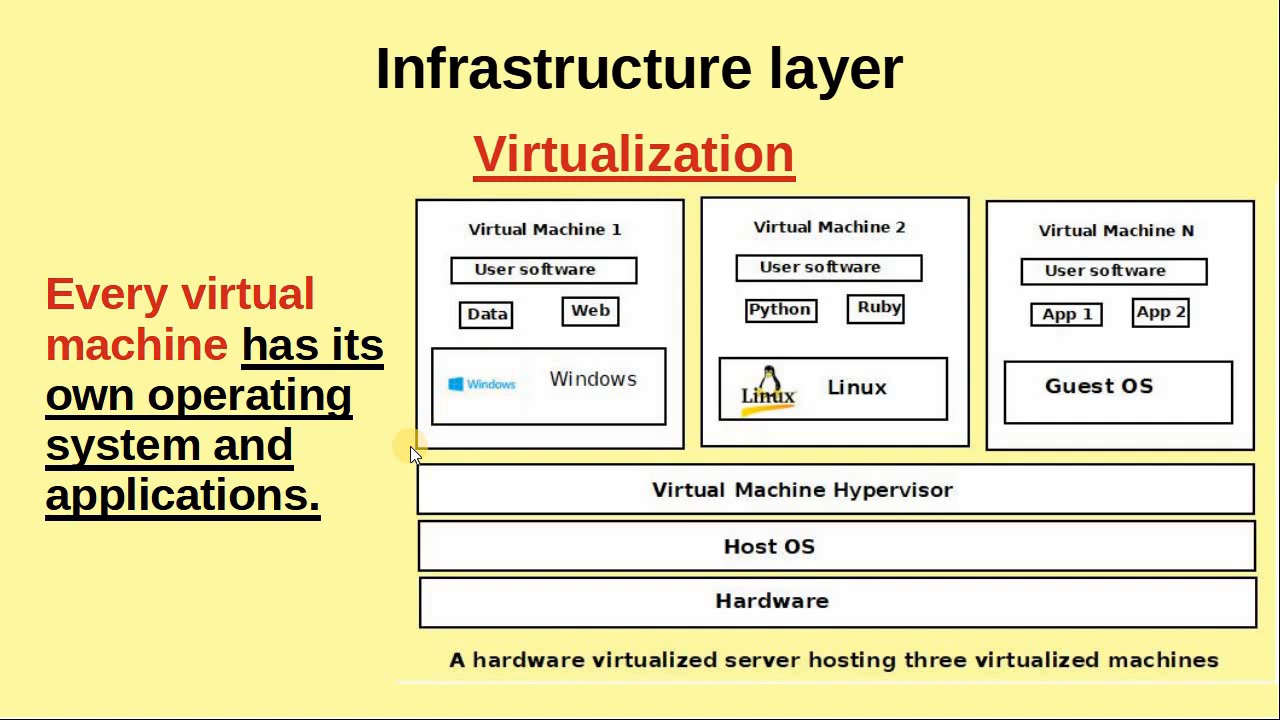 Infrastructure layer
Virtualization
Every virtual
machine has its
own operating
system and
applications.
Virtual Machine 1
User software
Data
Web
Windows
Windows
Virtual Machine 2
User software
Python
Ruby
Linux
Linux
Virtual Machine N
User software
App 1
App 2
Guest OS
Virtual Machine Hypervisor
Host OS
Hardware
A hardware virtualized server hosting three virtualized machines